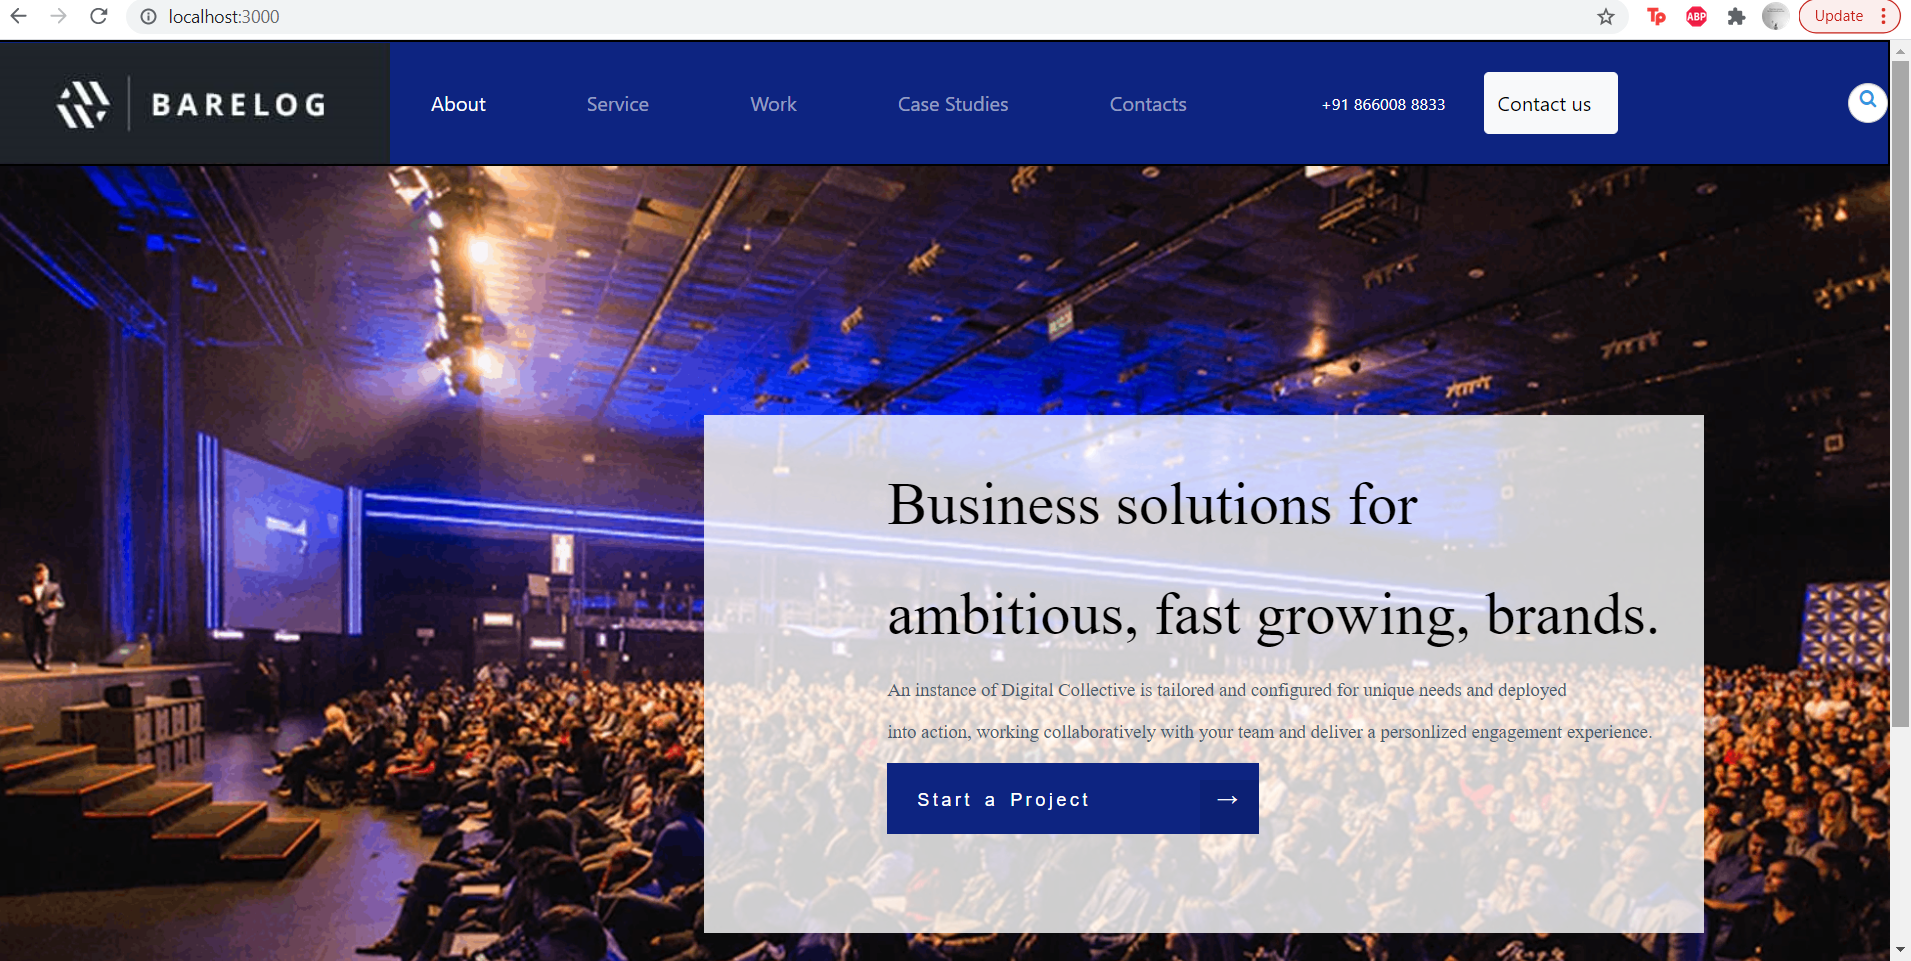 localhost:3000
Tp
ABP
Update
BARELOG
About
Service
Work
Case Studies
Contacts
+91 866008 8833
Contact us
Business solutions for
ambitious, fast growing, brands.
An instance of Digital Collective is tailored and configured for unique needs and deployed
into action, working collaboratively with your team and deliver a personlized engagement experience.
Start a Project →